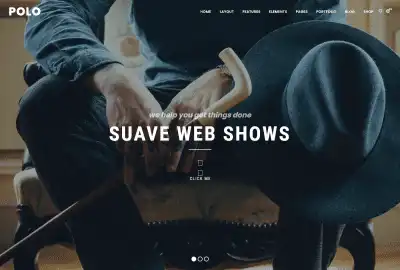 POLO
HOME LAYOUT FEATURES ELEMENTS PAGES PORTFOLIO BLOG SHOP
we help you get things done
SUAVE WEB SHOWS
CLICK ME